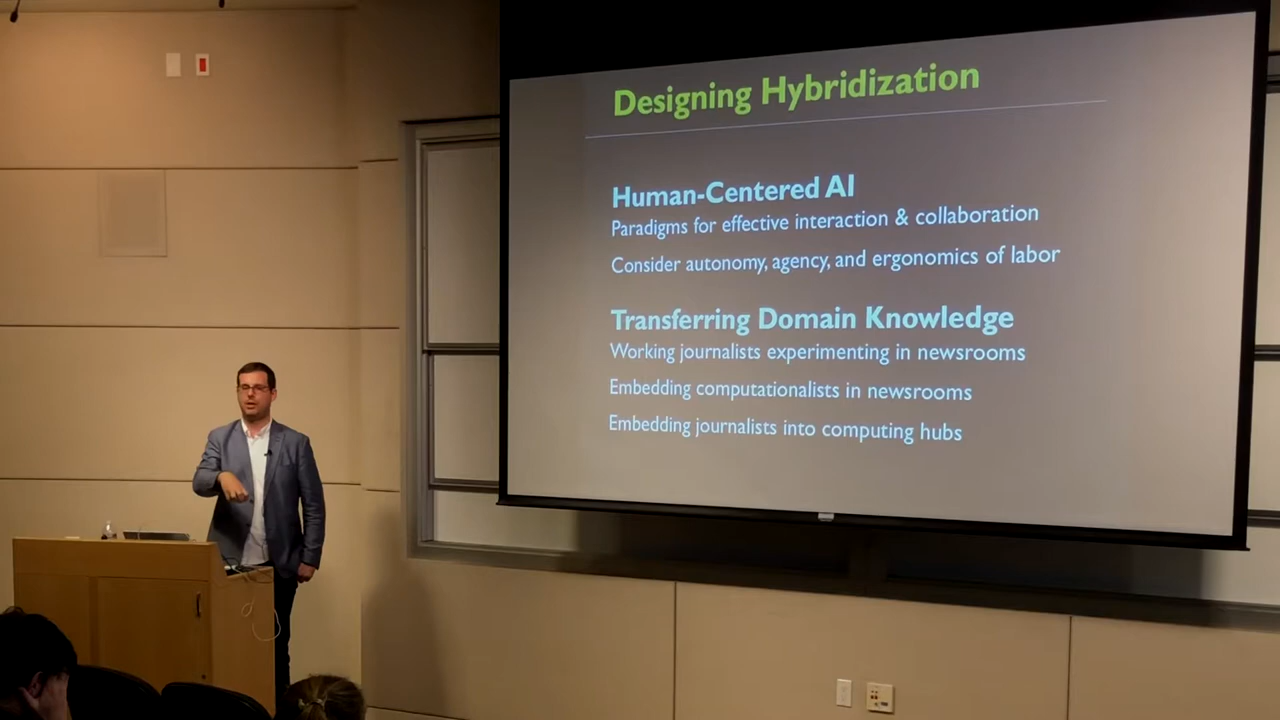 Designing Hybridization
Human-Centered AI
Paradigms for effective interaction & collaboration
Consider autonomy, agency, and ergonomics of labor
Transferring Domain Knowledge
Working journalists experimenting in newsrooms
Embedding computationalists in newsrooms
Embedding journalists into computing hubs